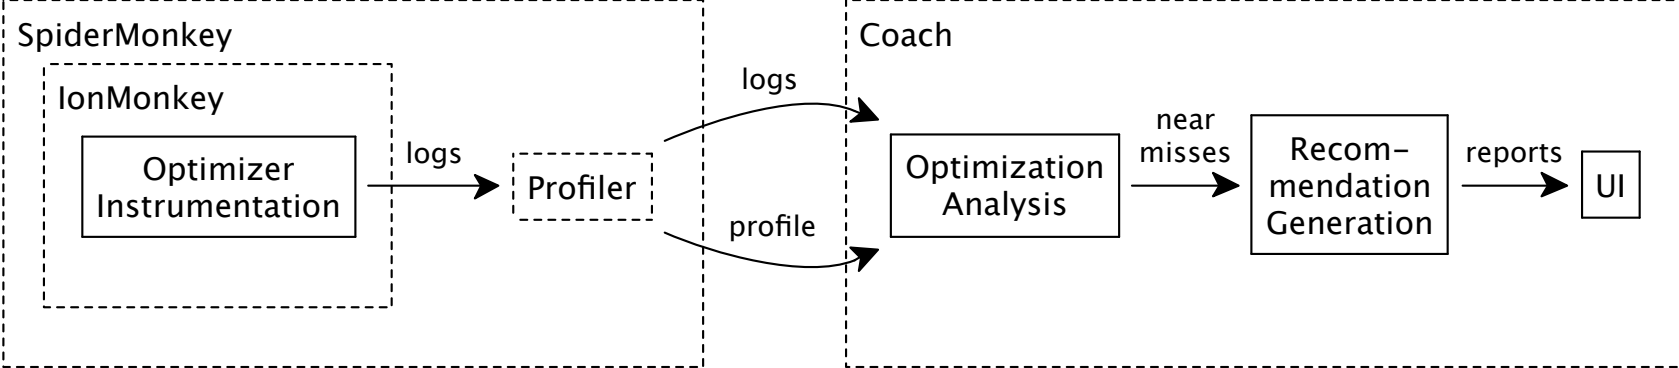 SpiderMonkey
IonMonkey
Optimizer
Instrumentation
logs
Profiler
logs
profile
Coach
Optimization
Analysis
near
misses
Recom-
mendation
Generation
reports
UI